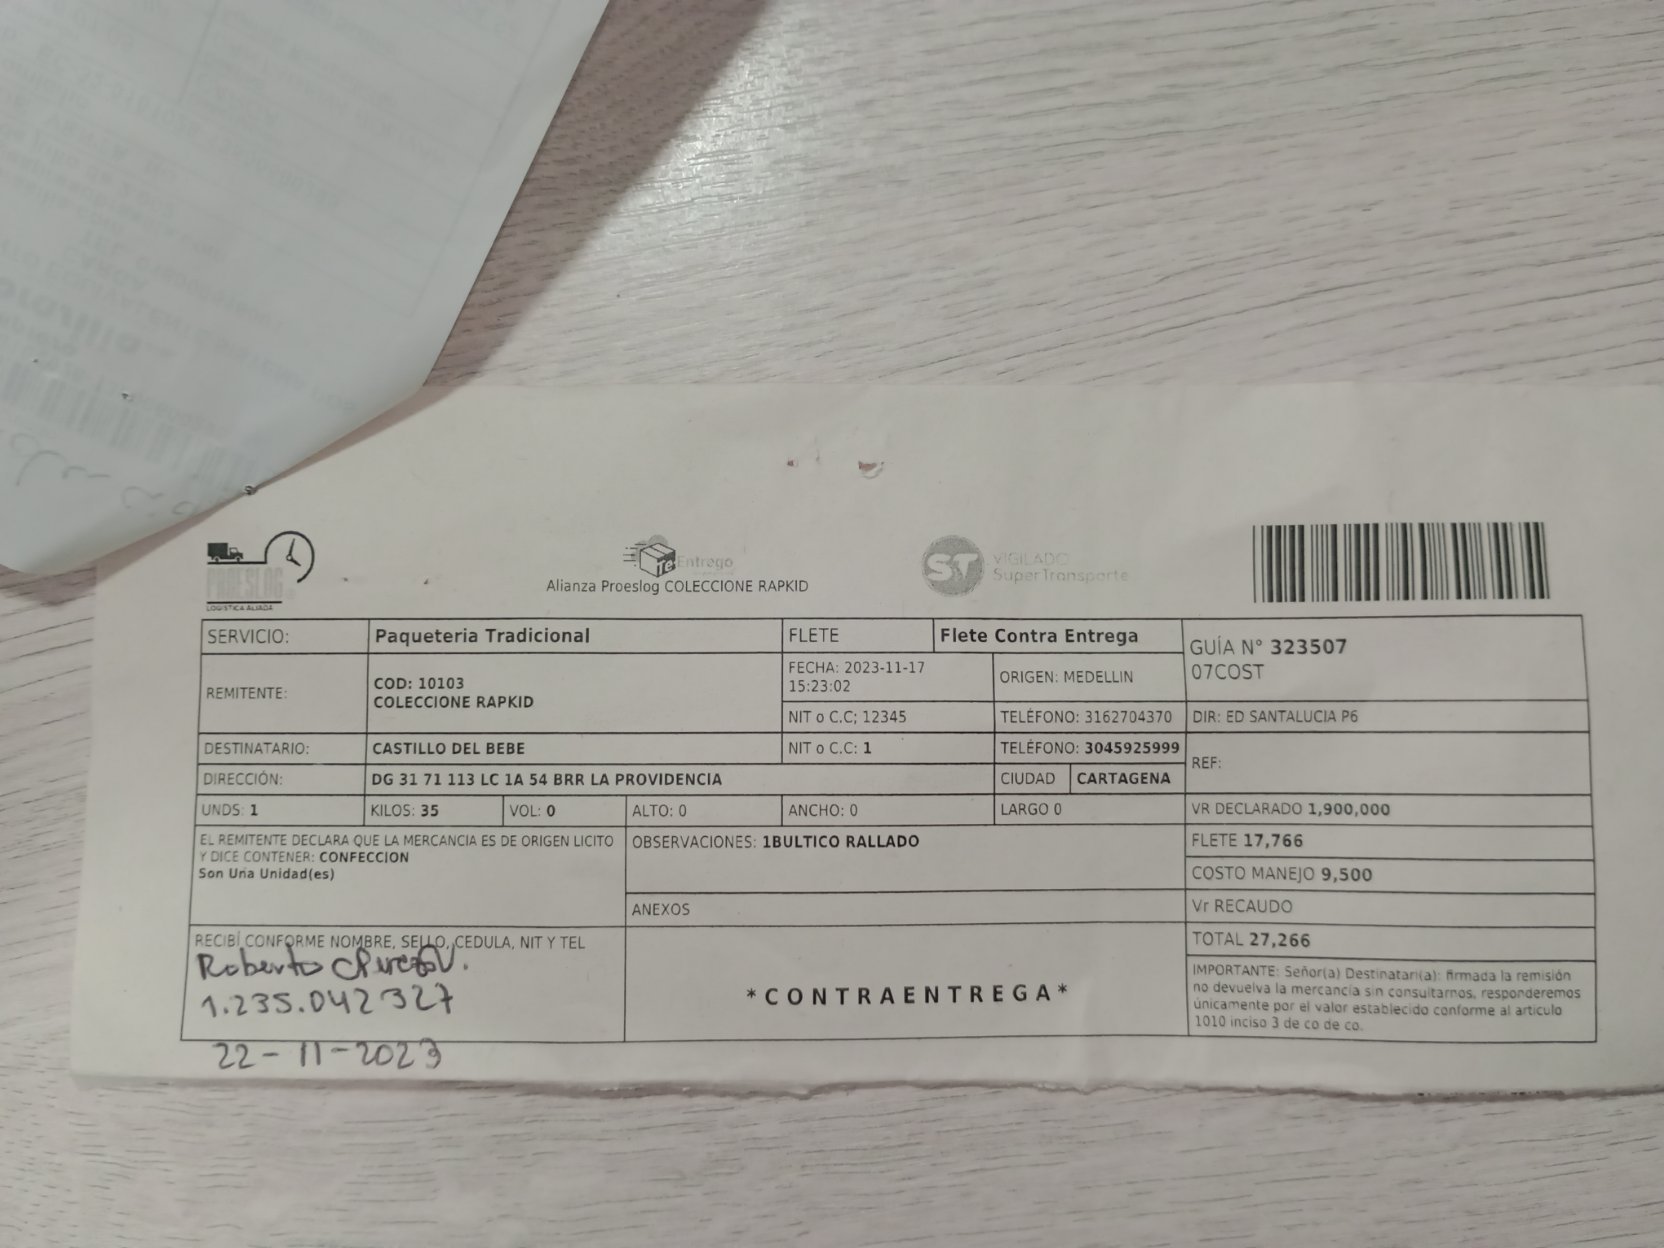 PROESLOG
LOGISTICA ALIADA
Te Entrego
Alianza Proeslog COLECCIONE RAPKID
ST VIGILADO
SuperTransporte
SERVICIO: Paqueteria Tradicional FLETE Flete Contra Entrega
GUÍA N° 323507
07COST
REMITENTE: COD: 10103
COLECCIONE RAPKID
FECHA: 2023-11-17
15:23:02
ORIGEN: MEDELLIN
NIT o C.C; 12345 TELÉFONO: 3162704370 DIR: ED SANTALUCIA P6
DESTINATARIO: CASTILLO DEL BEBE NIT o C.C: 1 TELÉFONO: 3045925999
REF:
DIRECCIÓN: DG 31 71 113 LC 1A 54 BRR LA PROVIDENCIA CIUDAD CARTAGENA
UNDS: 1 KILOS: 35 VOL: 0 ALTO: 0 ANCHO: 0 LARGO 0 VR DECLARADO 1,900,000
EL REMITENTE DECLARA QUE LA MERCANCIA ES DE ORIGEN LICITO
Y DICE CONTENER: CONFECCION
Son Una Unidad(es)
OBSERVACIONES: 1BULTICO RALLADO
FLETE 17,766
COSTO MANEJO 9,500
ANEXOS
Vr RECAUDO
RECIBÍ CONFORME NOMBRE, SELLO, CEDULA, NIT Y TEL
TOTAL 27,266
Roberto
1.235.042327
22-11-2023
*CONTRAENTREGA*
IMPORTANTE: Señor(a) Destinatari(a): firmada la remisión
no devuelva la mercancia sin consultarnos, responderemos
únicamente por el valor establecido conforme al articulo
1010 inciso 3 de co de co.